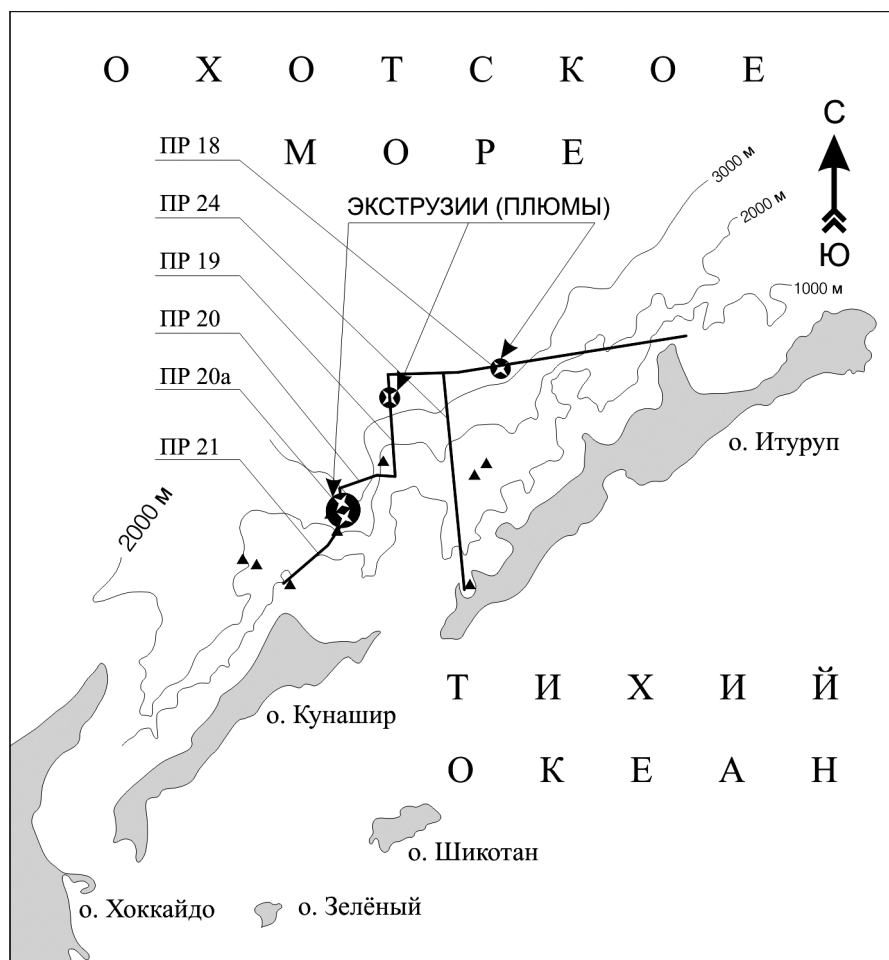 О Х О Т С К О Е
М О Р Е
С
Ю
ПР 18
ПР 24
ПР 19
ПР 20
ПР 20а
ПР 21
ЭКСТРУЗИИ (ПЛЮМЫ)
3000 м
2000 м
1000 м
2000 м
о. Итуруп
Т И Х И Й
О К Е А Н
о. Кунашир
о. Шикотан
о. Хоккайдо
о. Зелёный